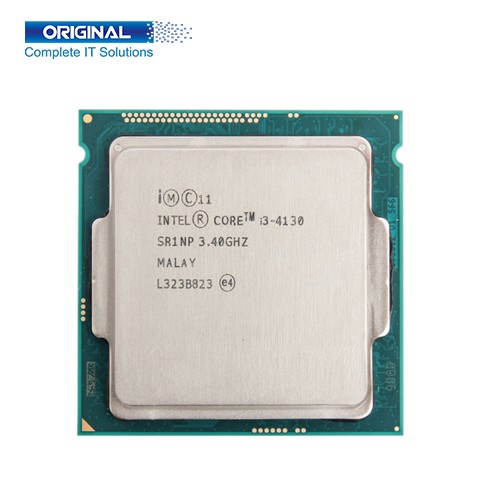 ORIGINAL
Complete IT Solutions
i Ⓜ Ⓒ 11
INTEL® CORE™ i3-4130
SR1NP 3.40GHZ
MALAY
L323B823 e4